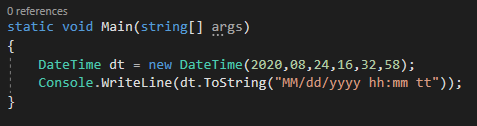 0 references
static void Main(string[] args)
{
DateTime dt = new DateTime(2020,08,24,16,32,58);
Console.WriteLine(dt.ToString("MM/dd/yyyy hh:mm tt"));
}